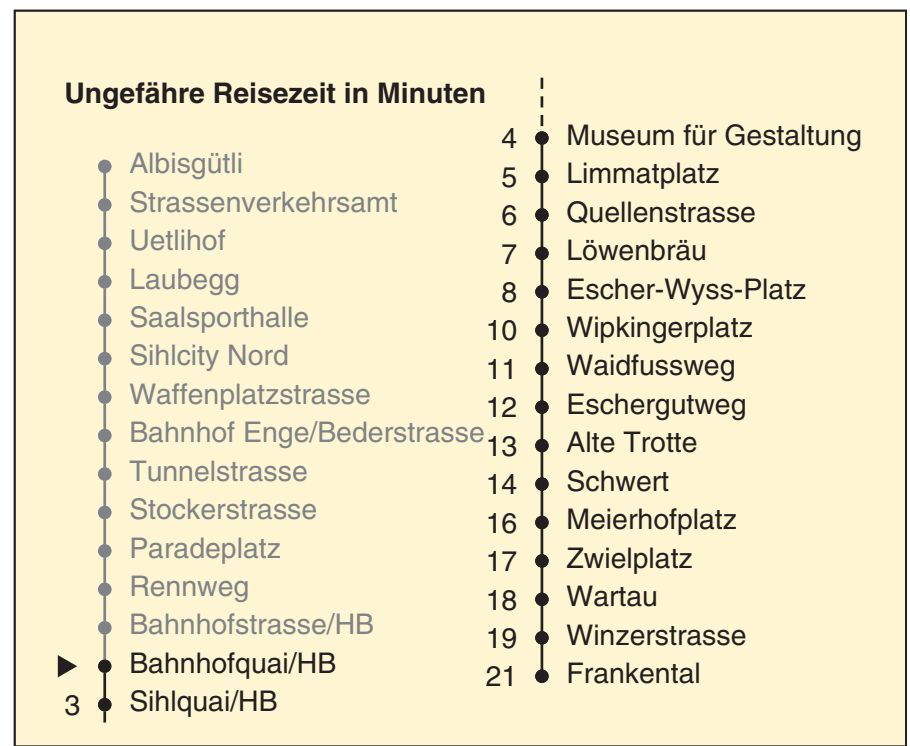 Ungefähre Reisezeit in Minuten
Albisgütli
Strassenverkehrsamt
Uetlihof
Laubegg
Saalsporthalle
Sihlcity Nord
Waffenplatzstrasse
Bahnhof Enge/Bederstrasse
Tunnelstrasse
Stockerstrasse
Paradeplatz
Rennweg
Bahnhofstrasse/HB
Bahnhofquai/HB
3 Sihlquai/HB
4 Museum für Gestaltung
5 Limmatplatz
6 Quellenstrasse
7 Löwenbräu
8 Escher-Wyss-Platz
10 Wipkingerplatz
11 Waidfussweg
12 Eschergutweg
13 Alte Trotte
14 Schwert
16 Meierhofplatz
17 Zwielplatz
18 Wartau
19 Winzerstrasse
21 Frankental